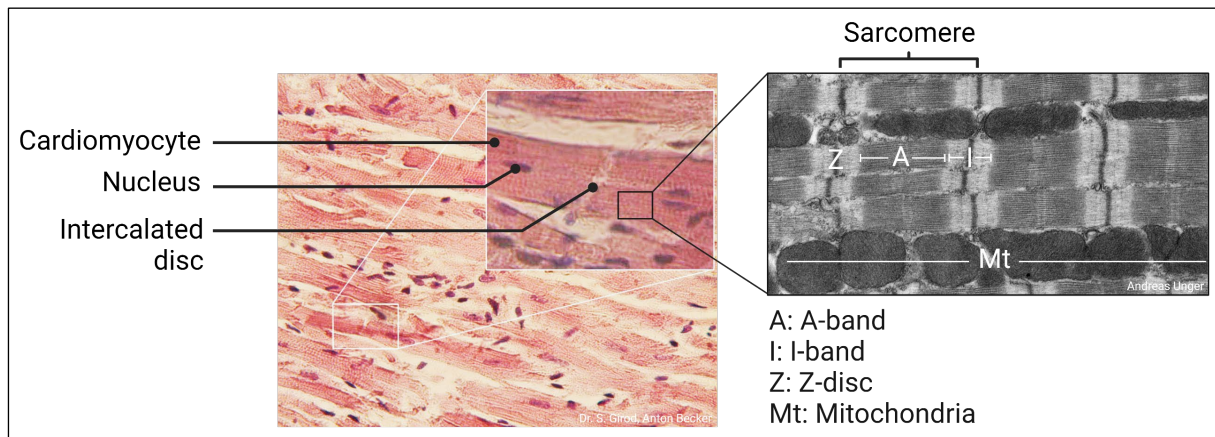 Sarcomere
Cardiomyocyte
Nucleus
Intercalated
disc
Z
A
I
Mt
Andreas Unger
Dr. S. Girod, Anton Becker
A: A-band
I: I-band
Z: Z-disc
Mt: Mitochondria